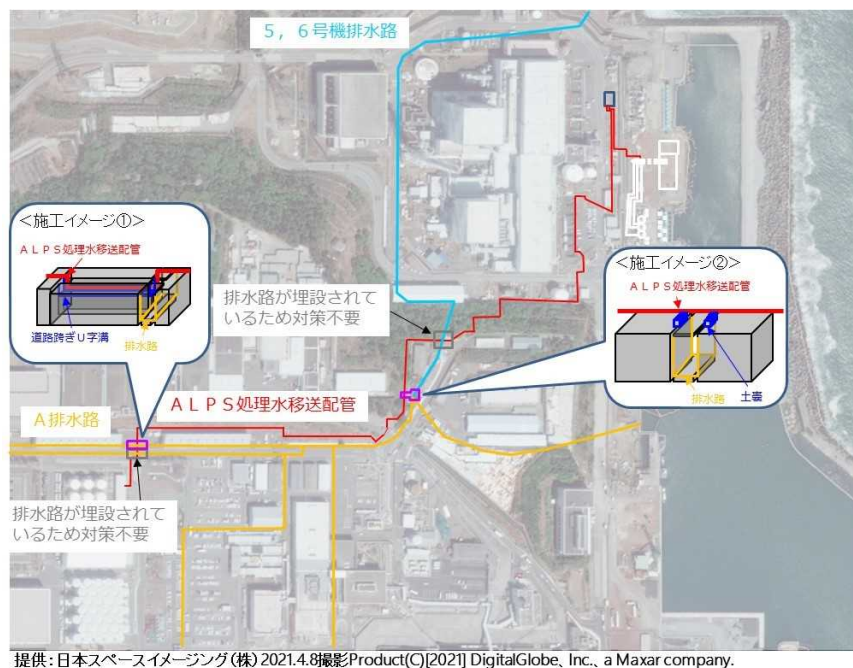 ５，６号機排水路
＜施工イメージ①＞
ＡＬＰＳ処理水移送配管
道路跨ぎＵ字溝
排水路
排水路が埋設されて
いるため対策不要
＜施工イメージ②＞
ＡＬＰＳ処理水移送配管
排水路
土嚢
Ａ排水路
ＡＬＰＳ処理水移送配管
排水路が埋設されて
いるため対策不要
提供：日本スペースイメージング（株）2021.4.8撮影Product(C)[2021] DigitalGlobe, Inc.、a Maxar company.